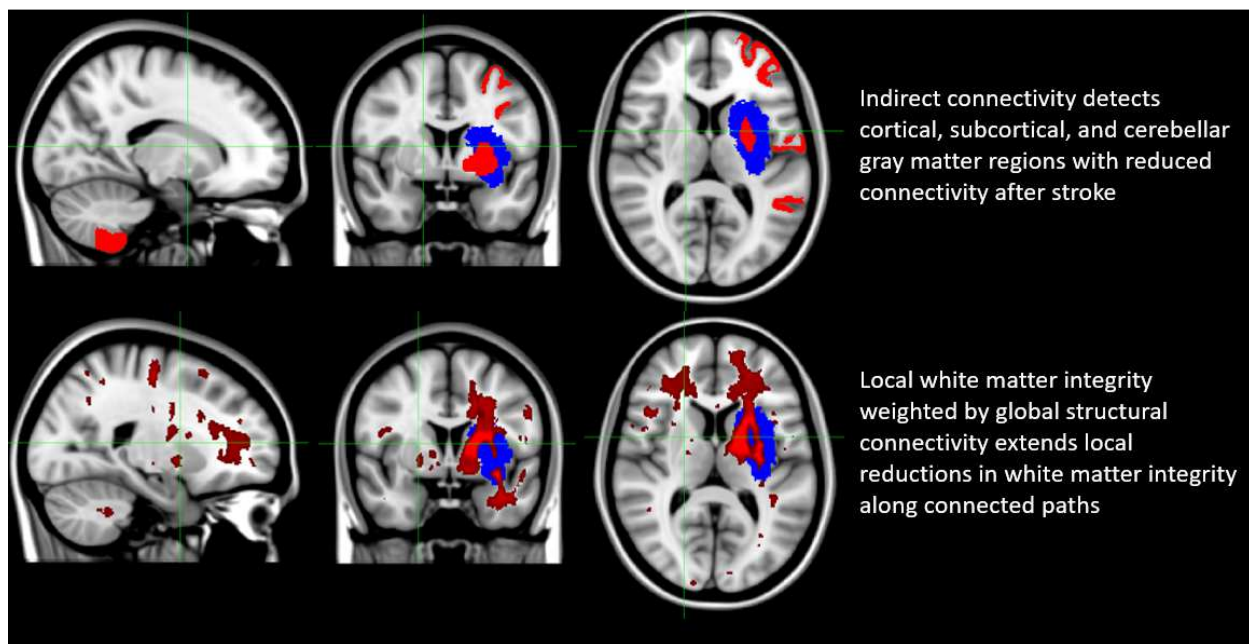 Indirect connectivity detects
cortical, subcortical, and cerebellar
gray matter regions with reduced
connectivity after stroke
Local white matter integrity
weighted by global structural
connectivity extends local
reductions in white matter integrity
along connected paths